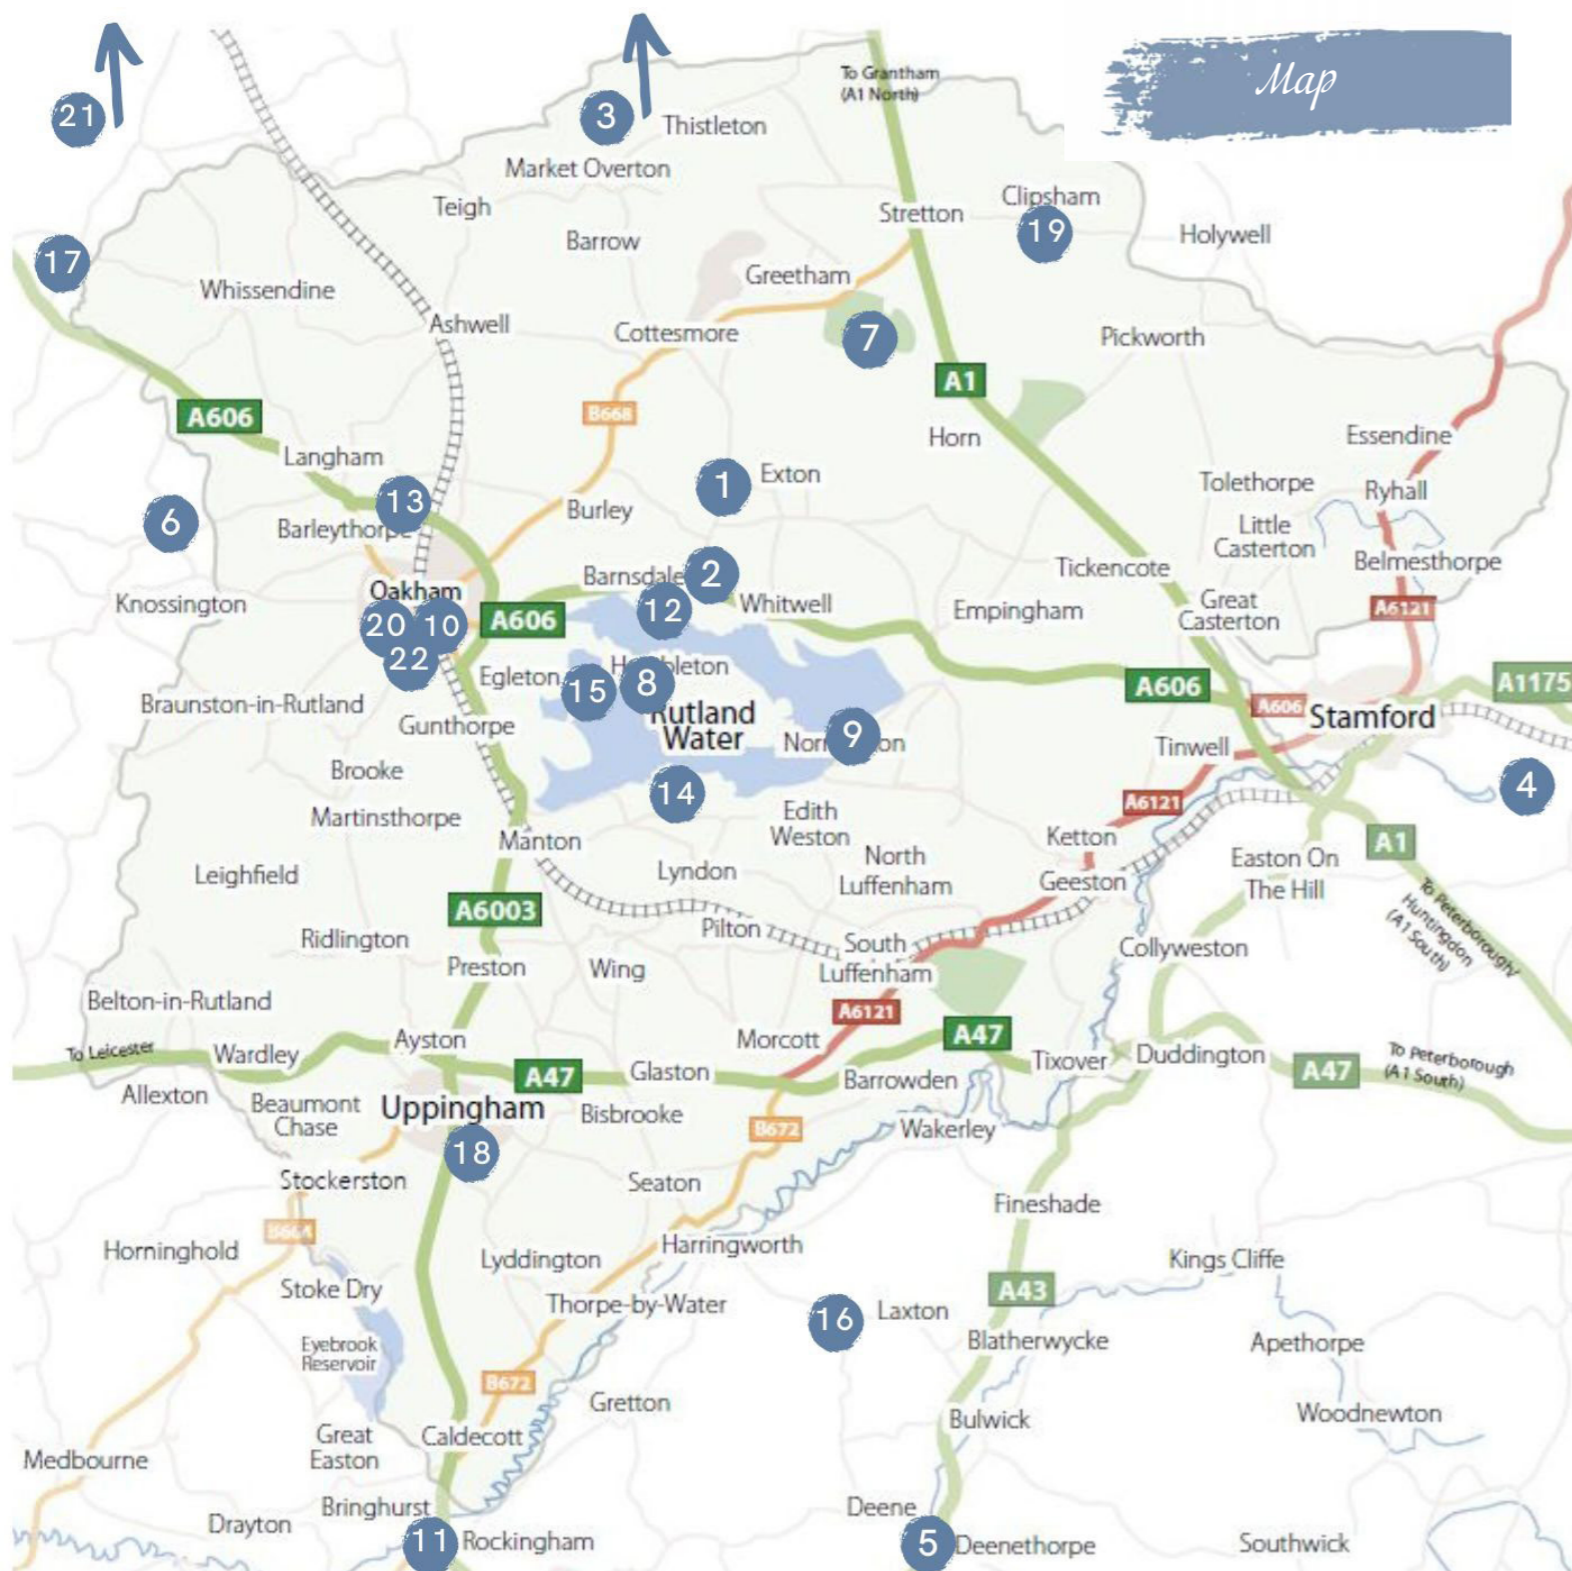 Map
21
3
To Grantham
(A1 North)
Thistleton
Market Overton
Teigh
Clipsham
Stretton
19
Holywell
Barrow
17
Whissendine
Greetham
Ashwell
Cottesmore
7
Pickworth
A1
A606
B668
Horn
Essendine
Langham
1
Exton
Tolethorpe
Ryhall
13
6
Barleythorpe
Burley
Little
Casterton
Belmesthorpe
Barnsdale
2
Tickencote
Oakham
Knossington
12
Whitwell
Empingham
Great
Casterton
A6121
20
10
A606
22
Egleton
15
8
A606
A1175
Braunston-in-Rutland
Gunthorpe
Rutland
Water
A606
Stamford
9
Tinwell
Brooke
14
4
Martinsthorpe
A6121
Edith
Weston
Manton
Ketton
A1
Leighfield
Lyndon
North
Luffenham
Geeston
Easton On
The Hill
A6003
To Peterborough/
Huntingdon
(A1 South)
Ridlington
Pilton
South
Luffenham
Collyweston
Preston
Wing
Belton-in-Rutland
A6121
To Leicester
Wardley
Ayston
Morcott
A47
Tixover
Duddington
To Peterborough
(A1 South)
Allexton
A47
Glaston
Barrowden
A47
Beaumont
Chase
Uppingham
Bisbrooke
B672
Wakerley
18
Stockerston
Seaton
Fineshade
B664
Horninghold
Lyddington
Harringworth
Kings Cliffe
Stoke Dry
Thorpe-by-Water
16
Laxton
A43
Eyebrook
Reservoir
Blatherwycke
Apethorpe
B672
Gretton
Bulwick
Woodnewton
Great
Easton
Caldecott
Medbourne
Drayton
Bringhurst
Deene
11
Rockingham
5
Deenethorpe
Southwick